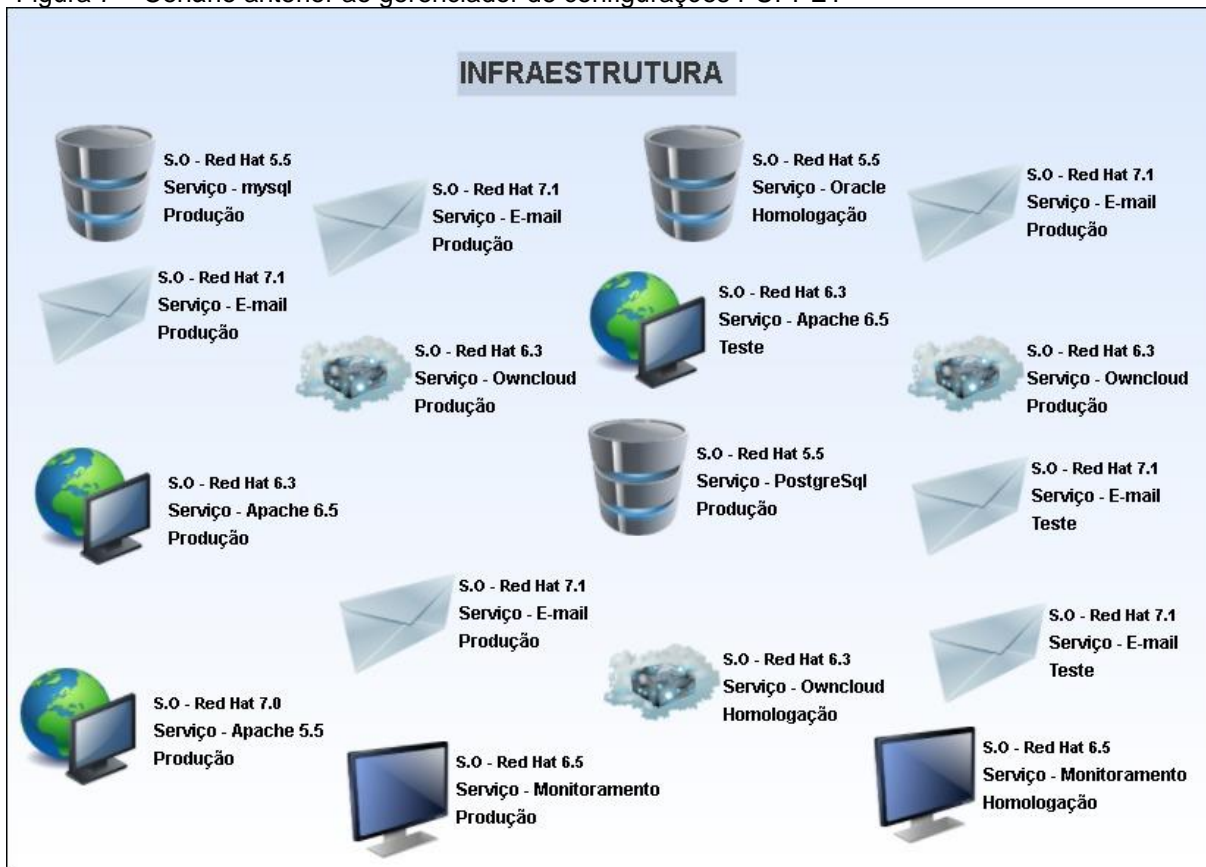 INFRAESTRUTURA
S.O - Red Hat 5.5
Serviço - mysql
Produção
S.O - Red Hat 7.1
Serviço - E-mail
Produção
S.O - Red Hat 5.5
Serviço - Oracle
Homologação
S.O - Red Hat 7.1
Serviço - E-mail
Produção
S.O - Red Hat 7.1
Serviço - E-mail
Produção
S.O - Red Hat 6.3
Serviço - Owncloud
Produção
S.O - Red Hat 6.3
Serviço - Apache 6.5
Teste
S.O - Red Hat 6.3
Serviço - Owncloud
Produção
S.O - Red Hat 6.3
Serviço - Apache 6.5
Produção
S.O - Red Hat 5.5
Serviço - PostgreSql
Produção
S.O - Red Hat 7.1
Serviço - E-mail
Teste
S.O - Red Hat 7.1
Serviço - E-mail
Produção
S.O - Red Hat 6.3
Serviço - Owncloud
Homologação
S.O - Red Hat 7.1
Serviço - E-mail
Teste
S.O - Red Hat 7.0
Serviço - Apache 5.5
Produção
S.O - Red Hat 6.5
Serviço - Monitoramento
Produção
S.O - Red Hat 6.5
Serviço - Monitoramento
Homologação